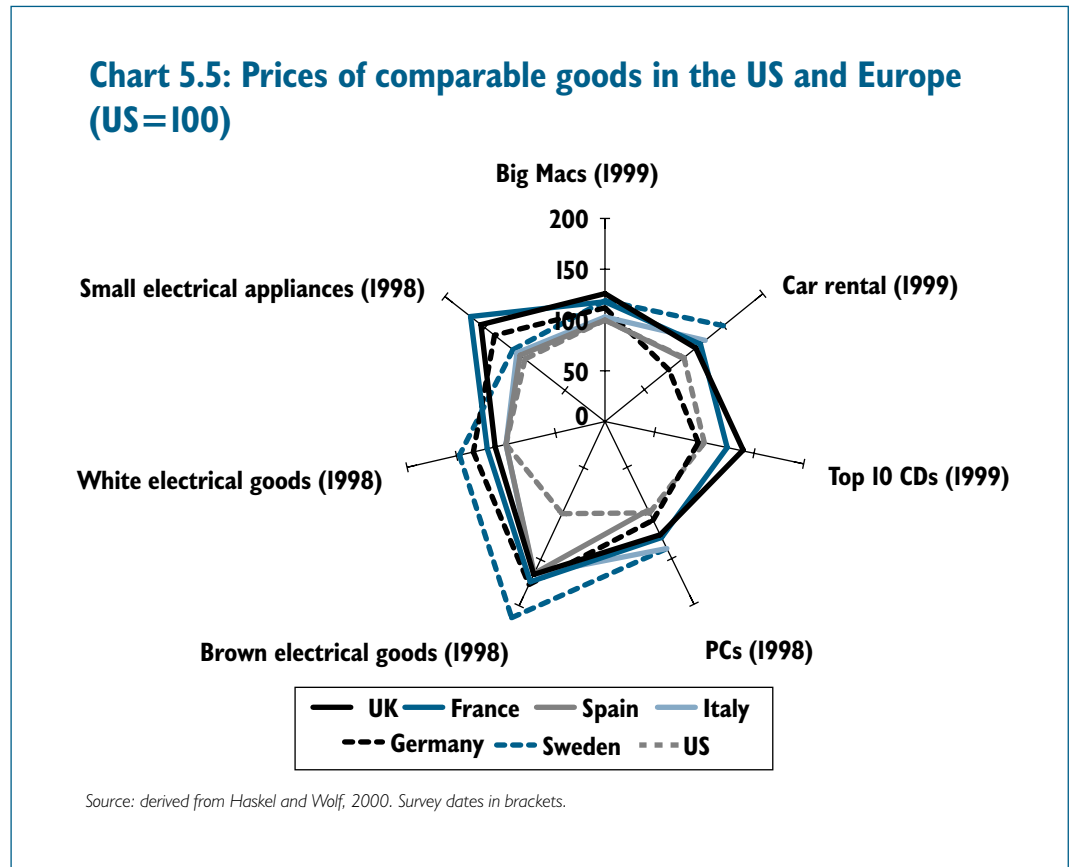 Chart 5.5: Prices of comparable goods in the US and Europe
(US=100)
Big Macs (1999)
200
150
100
50
0
Small electrical appliances (1998)
Car rental (1999)
White electrical goods (1998)
Top 10 CDs (1999)
Brown electrical goods (1998)
PCs (1998)
UK France Spain Italy
Germany Sweden US
Source: derived from Haskel and Wolf, 2000. Survey dates in brackets.